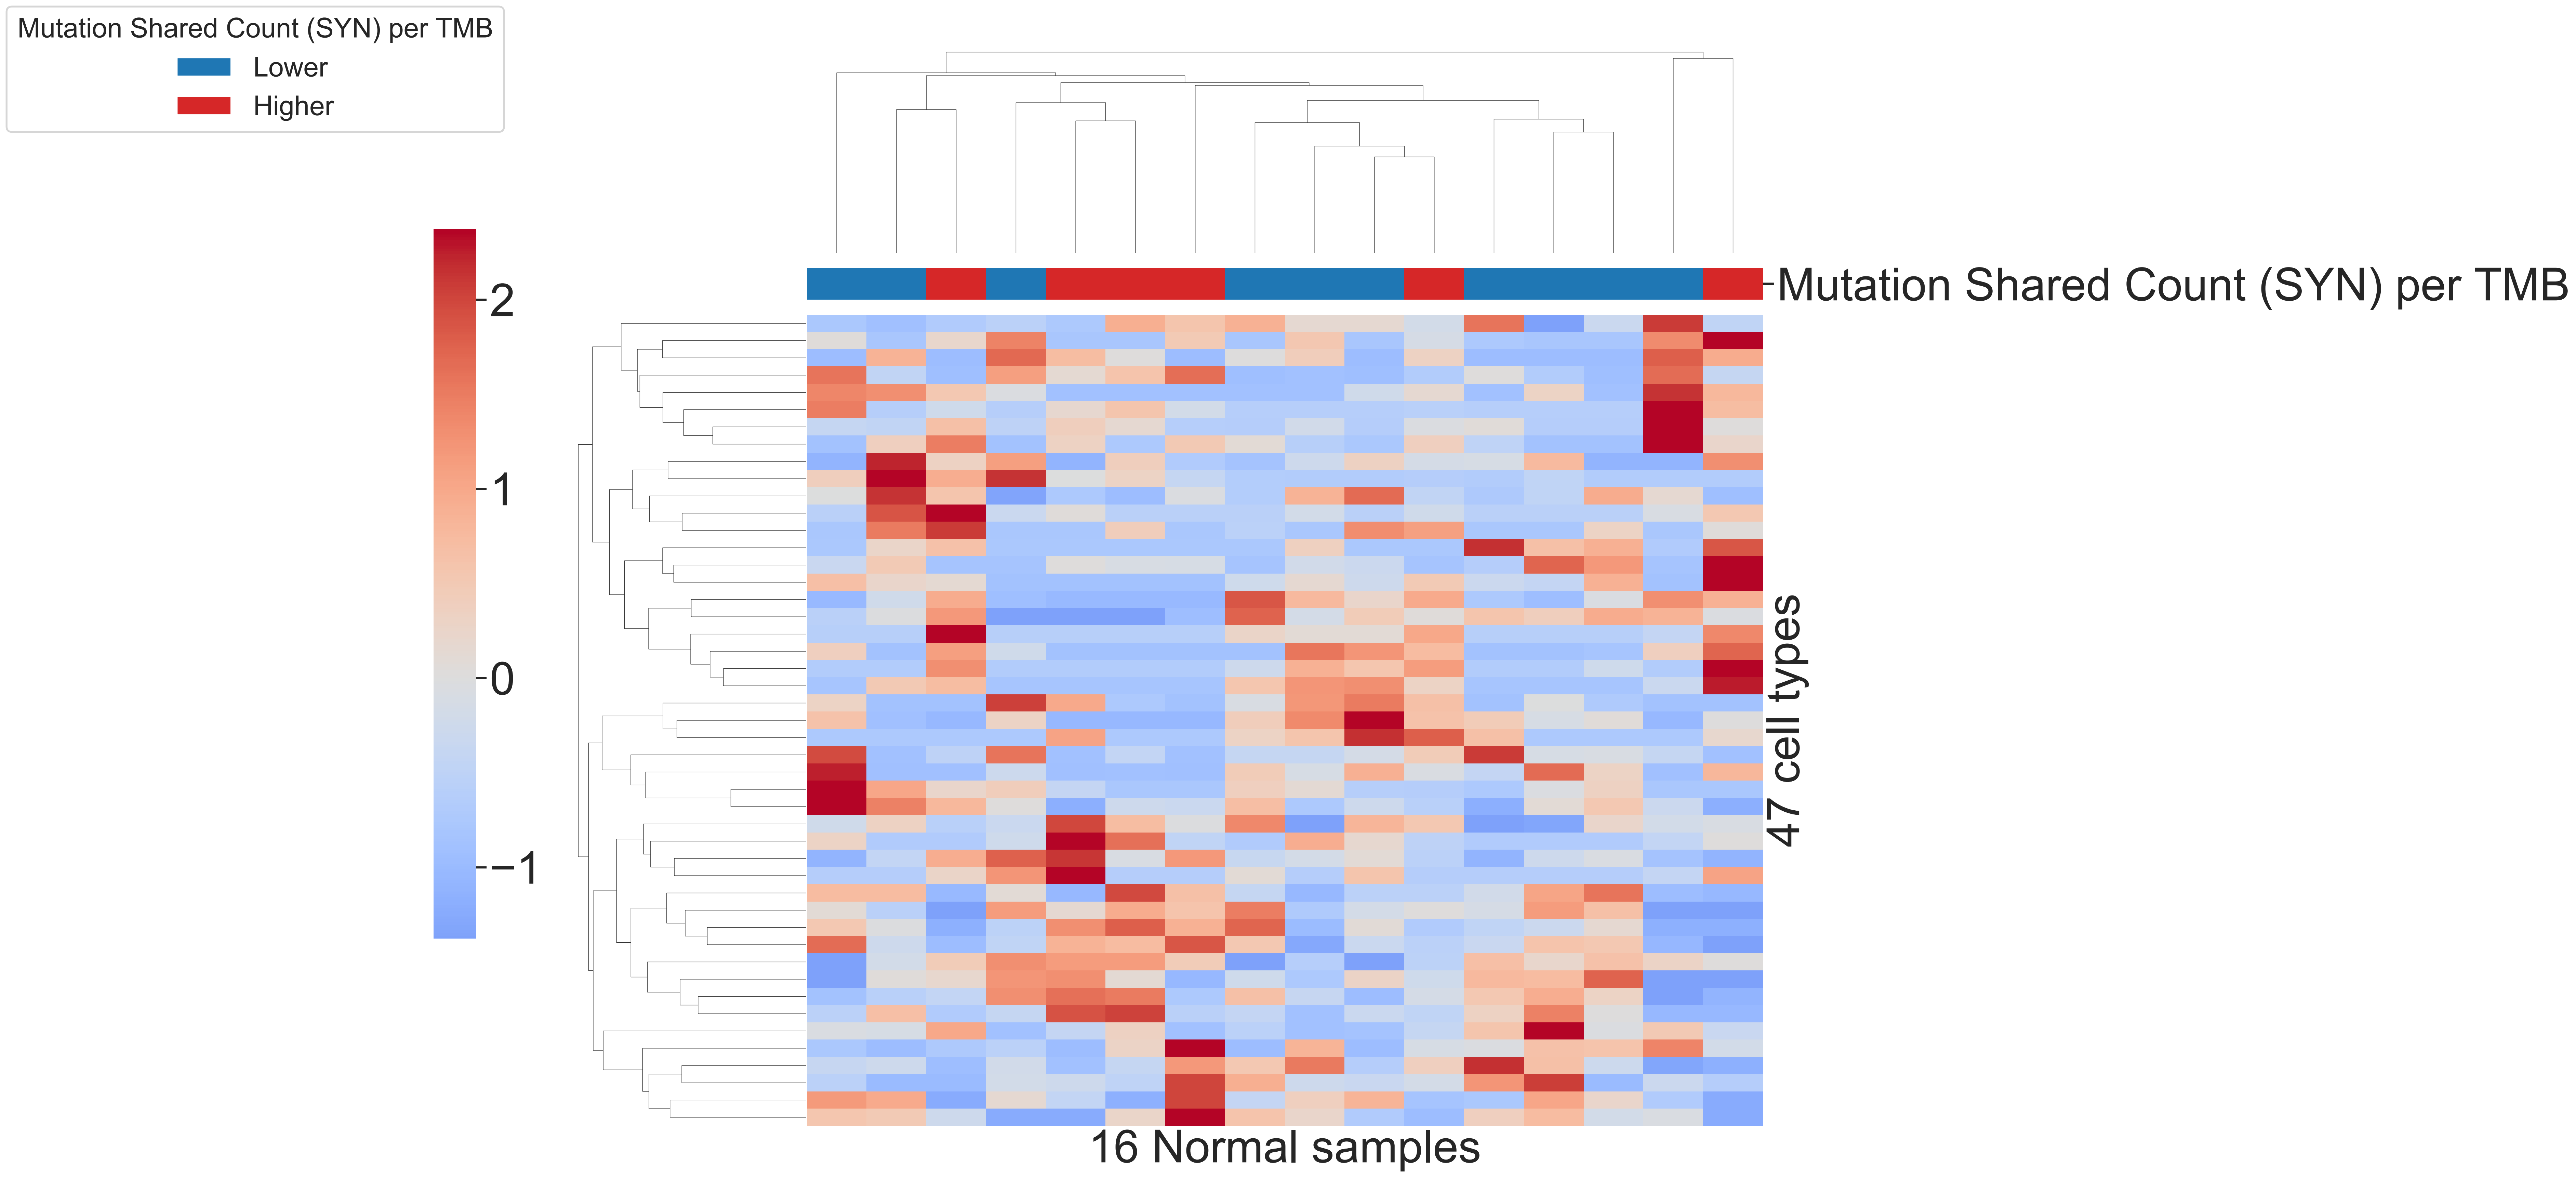 Mutation Shared Count (SYN) per TMB
Lower
Higher
2
1
0
−1
Mutation Shared Count (SYN) per TMB
47 cell types
16 Normal samples